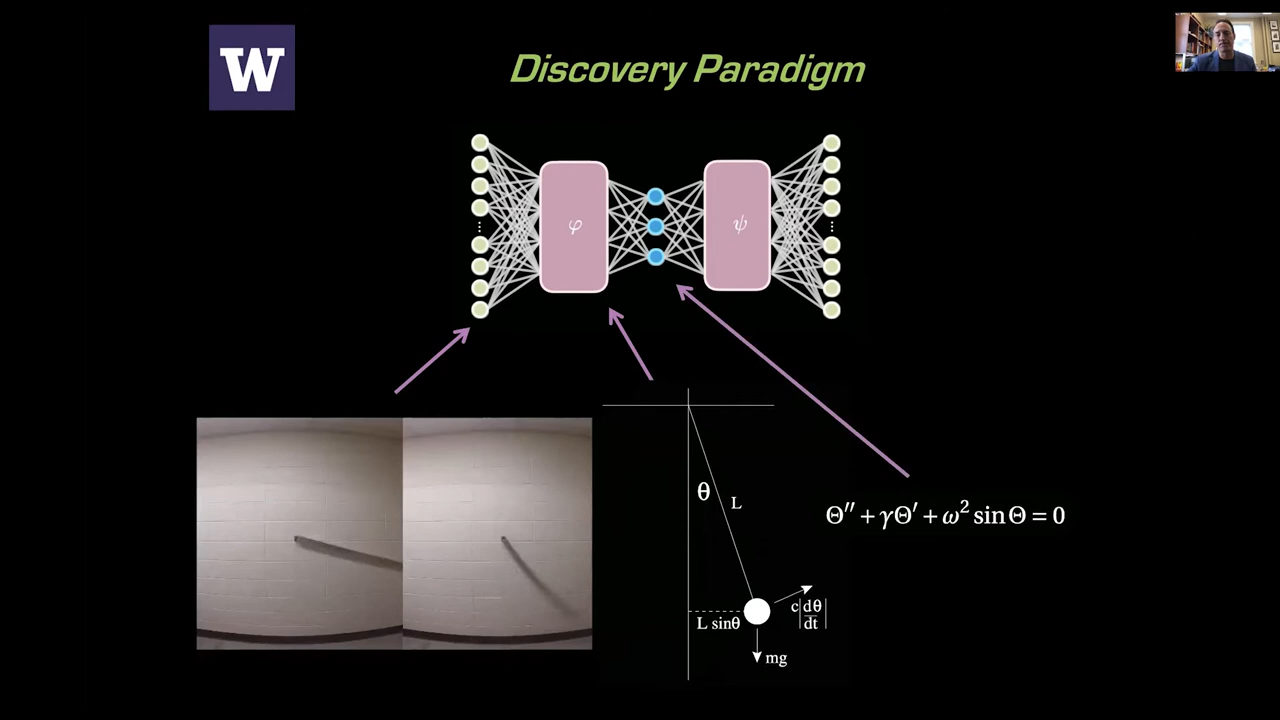 W
Discovery Paradigm
φ
ψ
θ
L
Θ″ + γΘ′ + ω² sin Θ = 0
c|dθ/dt|
L sinθ
mg